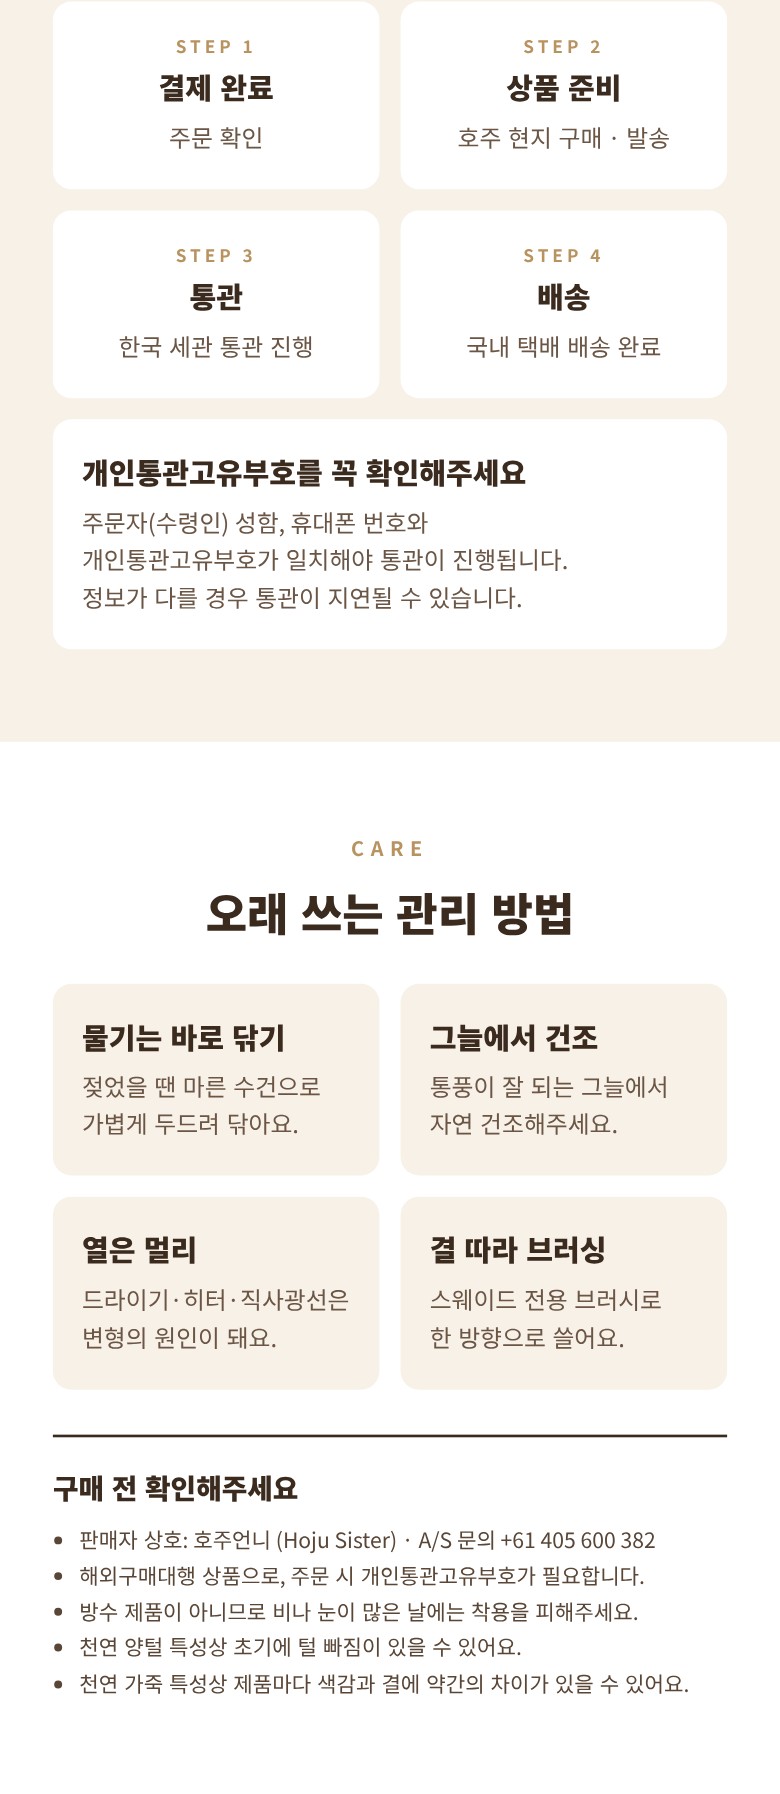 STEP 1
결제 완료
주문 확인
STEP 2
상품 준비
호주 현지 구매 · 발송
STEP 3
통관
한국 세관 통관 진행
STEP 4
배송
국내 택배 배송 완료
개인통관고유부호를 꼭 확인해주세요
주문자(수령인) 성함, 휴대폰 번호와
개인통관고유부호가 일치해야 통관이 진행됩니다.
정보가 다를 경우 통관이 지연될 수 있습니다.
CARE
오래 쓰는 관리 방법
물기는 바로 닦기
젖었을 땐 마른 수건으로
가볍게 두드려 닦아요.
그늘에서 건조
통풍이 잘 되는 그늘에서
자연 건조해주세요.
열은 멀리
드라이기·히터·직사광선은
변형의 원인이 돼요.
결 따라 브러싱
스웨이드 전용 브러시로
한 방향으로 쓸어요.
구매 전 확인해주세요
• 판매자 상호: 호주언니 (Hoju Sister) · A/S 문의 +61 405 600 382
• 해외구매대행 상품으로, 주문 시 개인통관고유부호가 필요합니다.
• 방수 제품이 아니므로 비나 눈이 많은 날에는 착용을 피해주세요.
• 천연 양털 특성상 초기에 털 빠짐이 있을 수 있어요.
• 천연 가죽 특성상 제품마다 색감과 결에 약간의 차이가 있을 수 있어요.